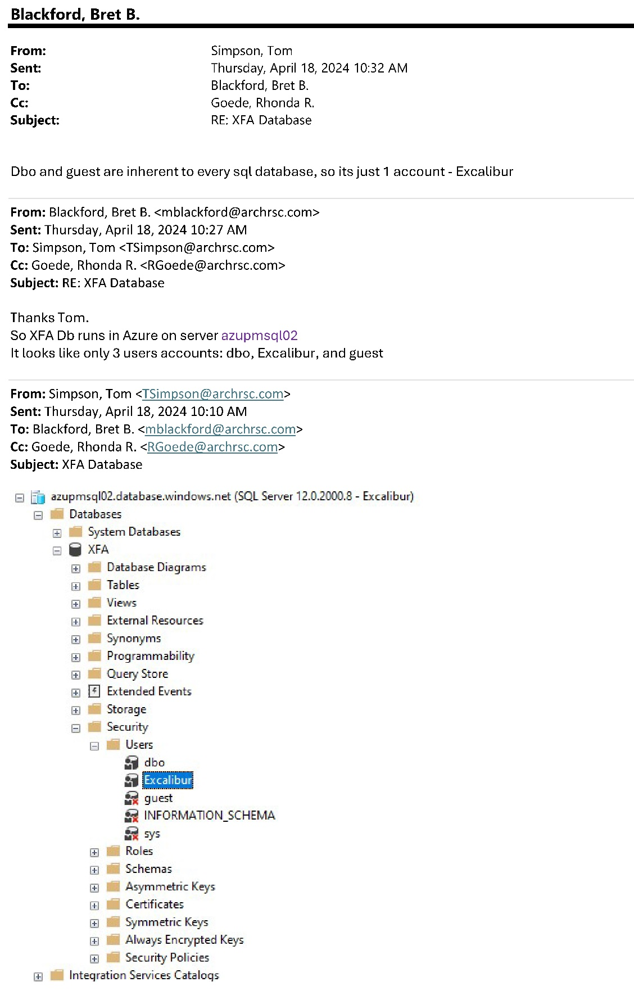 Blackford, Bret B.
From: Simpson, Tom
Sent: Thursday, April 18, 2024 10:32 AM
To: Blackford, Bret B.
Cc: Goede, Rhonda R.
Subject: RE: XFA Database
Dbo and guest are inherent to every sql database, so its just 1 account - Excalibur
From: Blackford, Bret B. <mblackford@archrsc.com>
Sent: Thursday, April 18, 2024 10:27 AM
To: Simpson, Tom <TSimpson@archrsc.com>
Cc: Goede, Rhonda R. <RGoede@archrsc.com>
Subject: RE: XFA Database
Thanks Tom.
So XFA Db runs in Azure on server azupmsql02
It looks like only 3 users accounts: dbo, Excalibur, and guest
From: Simpson, Tom <TSimpson@archrsc.com>
Sent: Thursday, April 18, 2024 10:10 AM
To: Blackford, Bret B. <mblackford@archrsc.com>
Cc: Goede, Rhonda R. <RGoede@archrsc.com>
Subject: XFA Database
azupmsql02.database.windows.net (SQL Server 12.0.2000.8 - Excalibur)
Databases
System Databases
XFA
Database Diagrams
Tables
Views
External Resources
Synonyms
Programmability
Query Store
Extended Events
Storage
Security
Users
dbo
Excalibur
guest
INFORMATION_SCHEMA
sys
Roles
Schemas
Asymmetric Keys
Certificates
Symmetric Keys
Always Encrypted Keys
Security Policies
Integration Services Catalogs